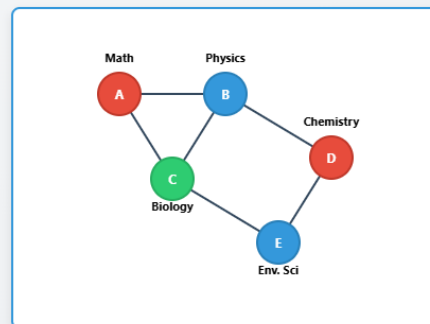 Math
Physics
A
B
Chemistry
D
C
Biology
E
Env. Sci